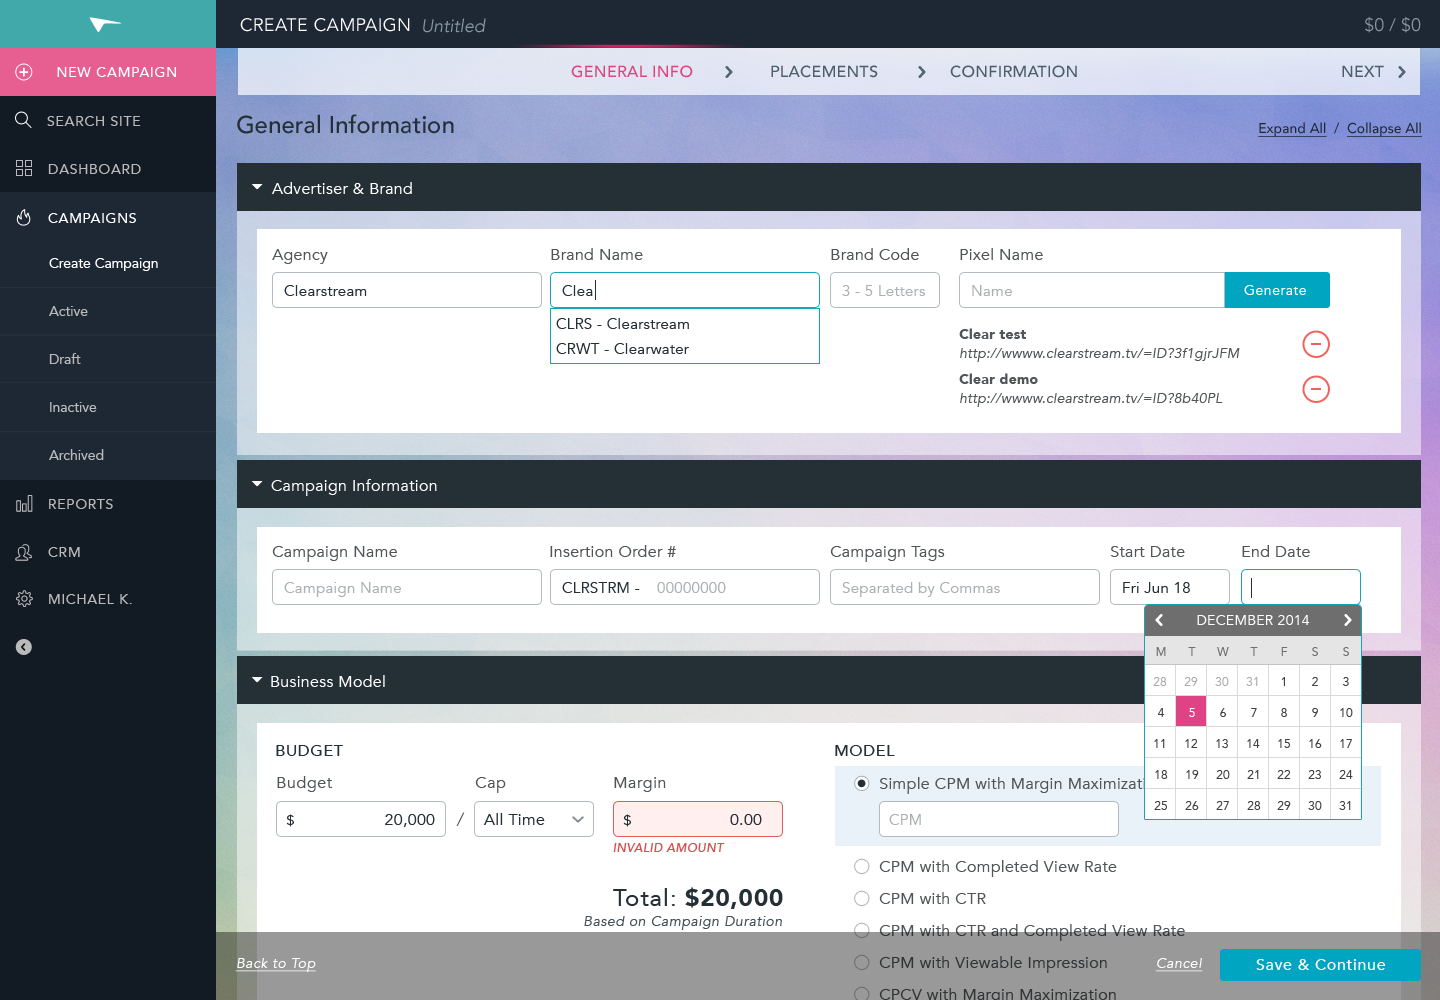 CREATE CAMPAIGN Untitled
$0 / $0
NEW CAMPAIGN
SEARCH SITE
DASHBOARD
CAMPAIGNS
Create Campaign
Active
Draft
Inactive
Archived
REPORTS
CRM
MICHAEL K.
GENERAL INFO
PLACEMENTS
CONFIRMATION
NEXT
General Information
Expand All / Collapse All
Advertiser & Brand
Agency
Brand Name
Brand Code
Pixel Name
Clearstream
Clea
3 - 5 Letters
Name
Generate
CLRS - Clearstream
CRWT - Clearwater
Clear test
http://wwww.clearstream.tv/=ID?3f1gjrJFM
Clear demo
http://wwww.clearstream.tv/=ID?8b40PL
Campaign Information
Campaign Name
Insertion Order #
Campaign Tags
Start Date
End Date
Campaign Name
CLRSTRM - 00000000
Separated by Commas
Fri Jun 18
DECEMBER 2014
M T W T F S S
28 29 30 31 1 2 3
4 5 6 7 8 9 10
11 12 13 14 15 16 17
18 19 20 21 22 23 24
25 26 27 28 29 30 31
Business Model
BUDGET
Budget
Cap
Margin
$ 20,000 /
All Time
$ 0.00
INVALID AMOUNT
Total: $20,000
Based on Campaign Duration
MODEL
Simple CPM with Margin Maximizati
CPM
CPM with Completed View Rate
CPM with CTR
CPM with CTR and Completed View Rate
CPM with Viewable Impression
CPCV with Margin Maximization
Back to Top
Cancel
Save & Continue